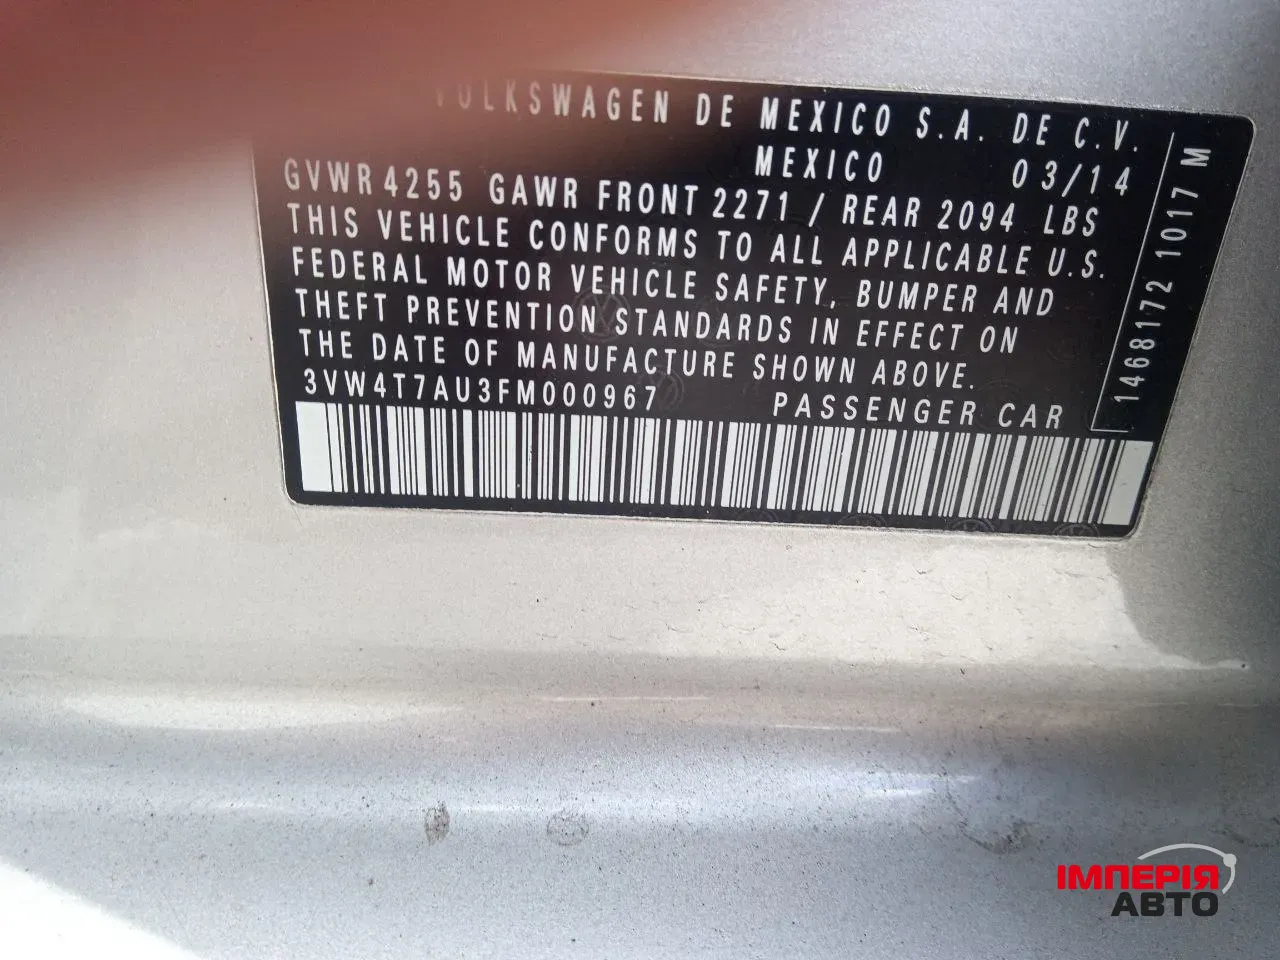 VOLKSWAGEN DE MEXICO S.A. DE C.V.
MEXICO 03/14
GVWR 4255 GAWR FRONT 2271 / REAR 2094 LBS
THIS VEHICLE CONFORMS TO ALL APPLICABLE U.S.
FEDERAL MOTOR VEHICLE SAFETY, BUMPER AND
THEFT PREVENTION STANDARDS IN EFFECT ON
THE DATE OF MANUFACTURE SHOWN ABOVE.
3VW4T7AU3FM000967 PASSENGER CAR
1468172 1017 M
ІМПЕРІЯ
АВТО